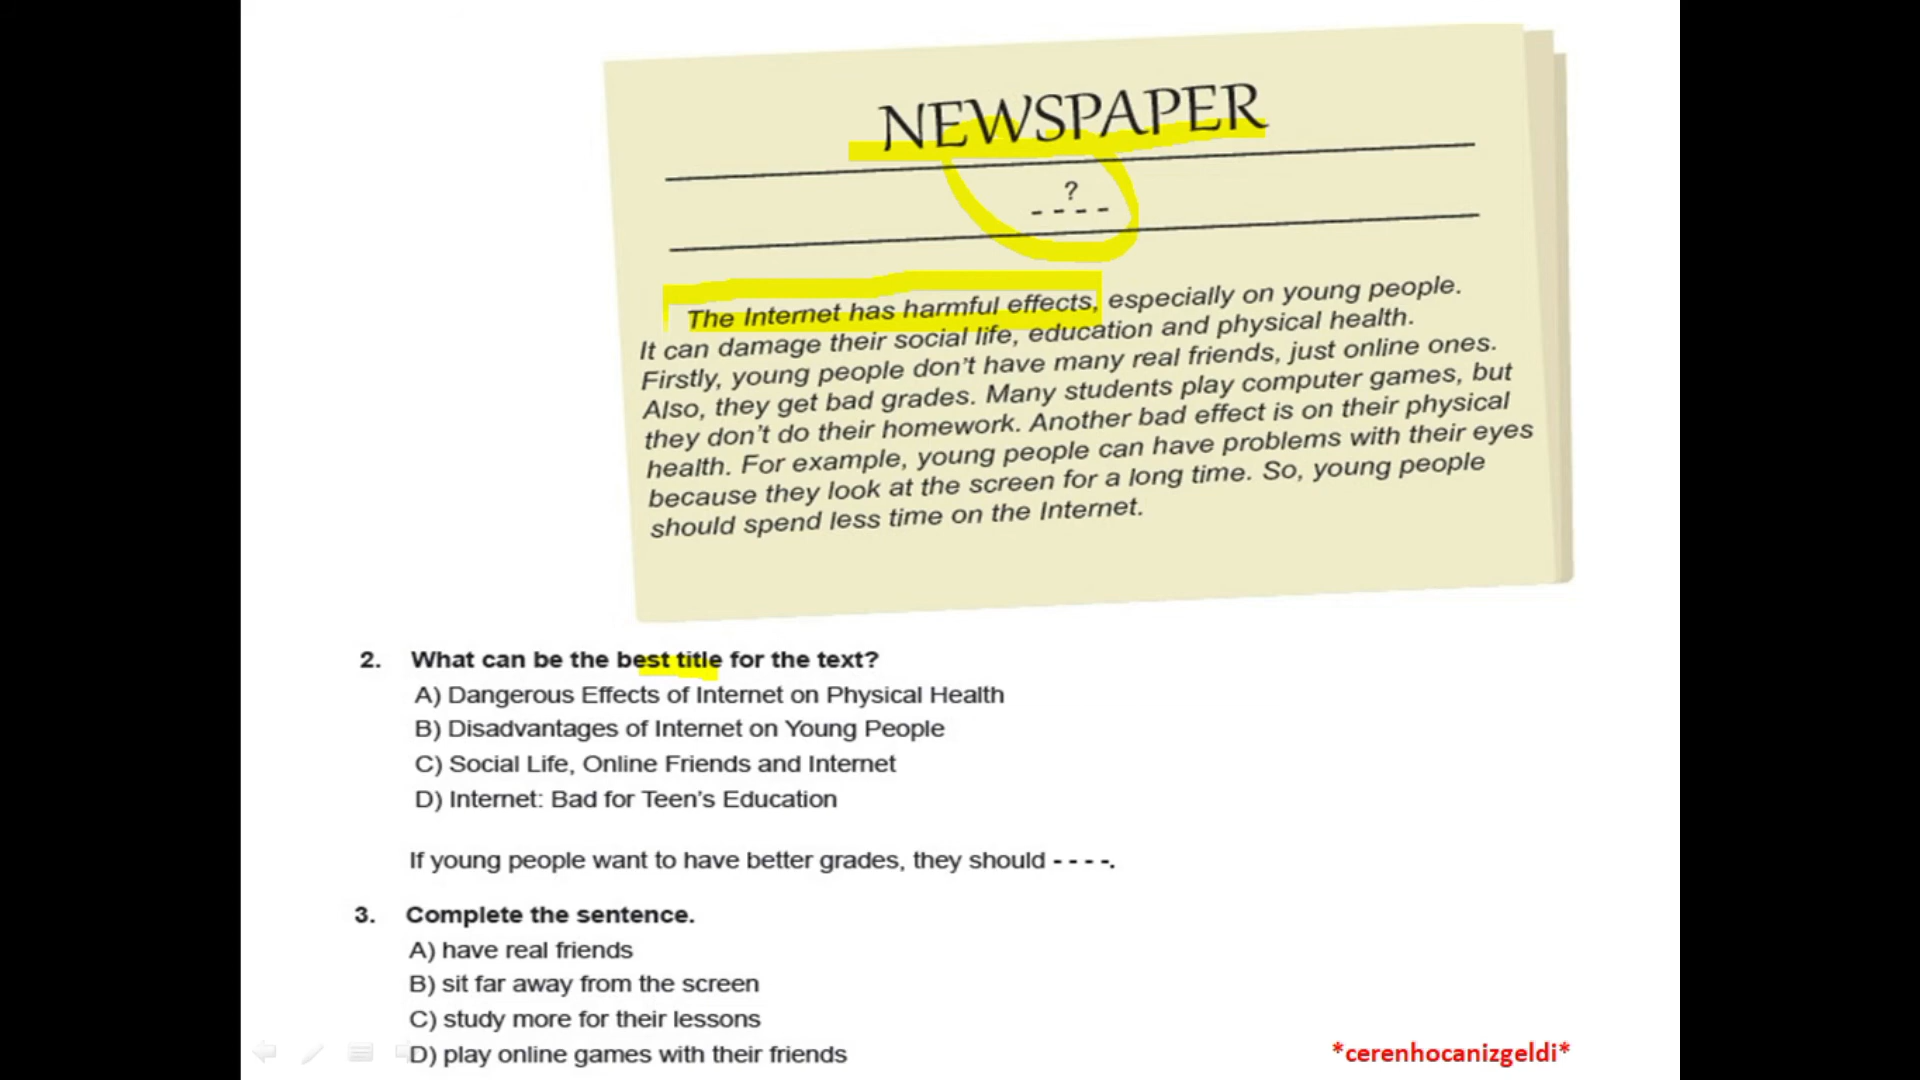 NEWSPAPER
?
- - - -
The Internet has harmful effects, especially on young people.
It can damage their social life, education and physical health.
Firstly, young people don't have many real friends, just online ones.
Also, they get bad grades. Many students play computer games, but
they don't do their homework. Another bad effect is on their physical
health. For example, young people can have problems with their eyes
because they look at the screen for a long time. So, young people
should spend less time on the Internet.
2. What can be the best title for the text?
A) Dangerous Effects of Internet on Physical Health
B) Disadvantages of Internet on Young People
C) Social Life, Online Friends and Internet
D) Internet: Bad for Teen's Education
If young people want to have better grades, they should - - - -.
3. Complete the sentence.
A) have real friends
B) sit far away from the screen
C) study more for their lessons
D) play online games with their friends
*cerenhocanizgeldi*